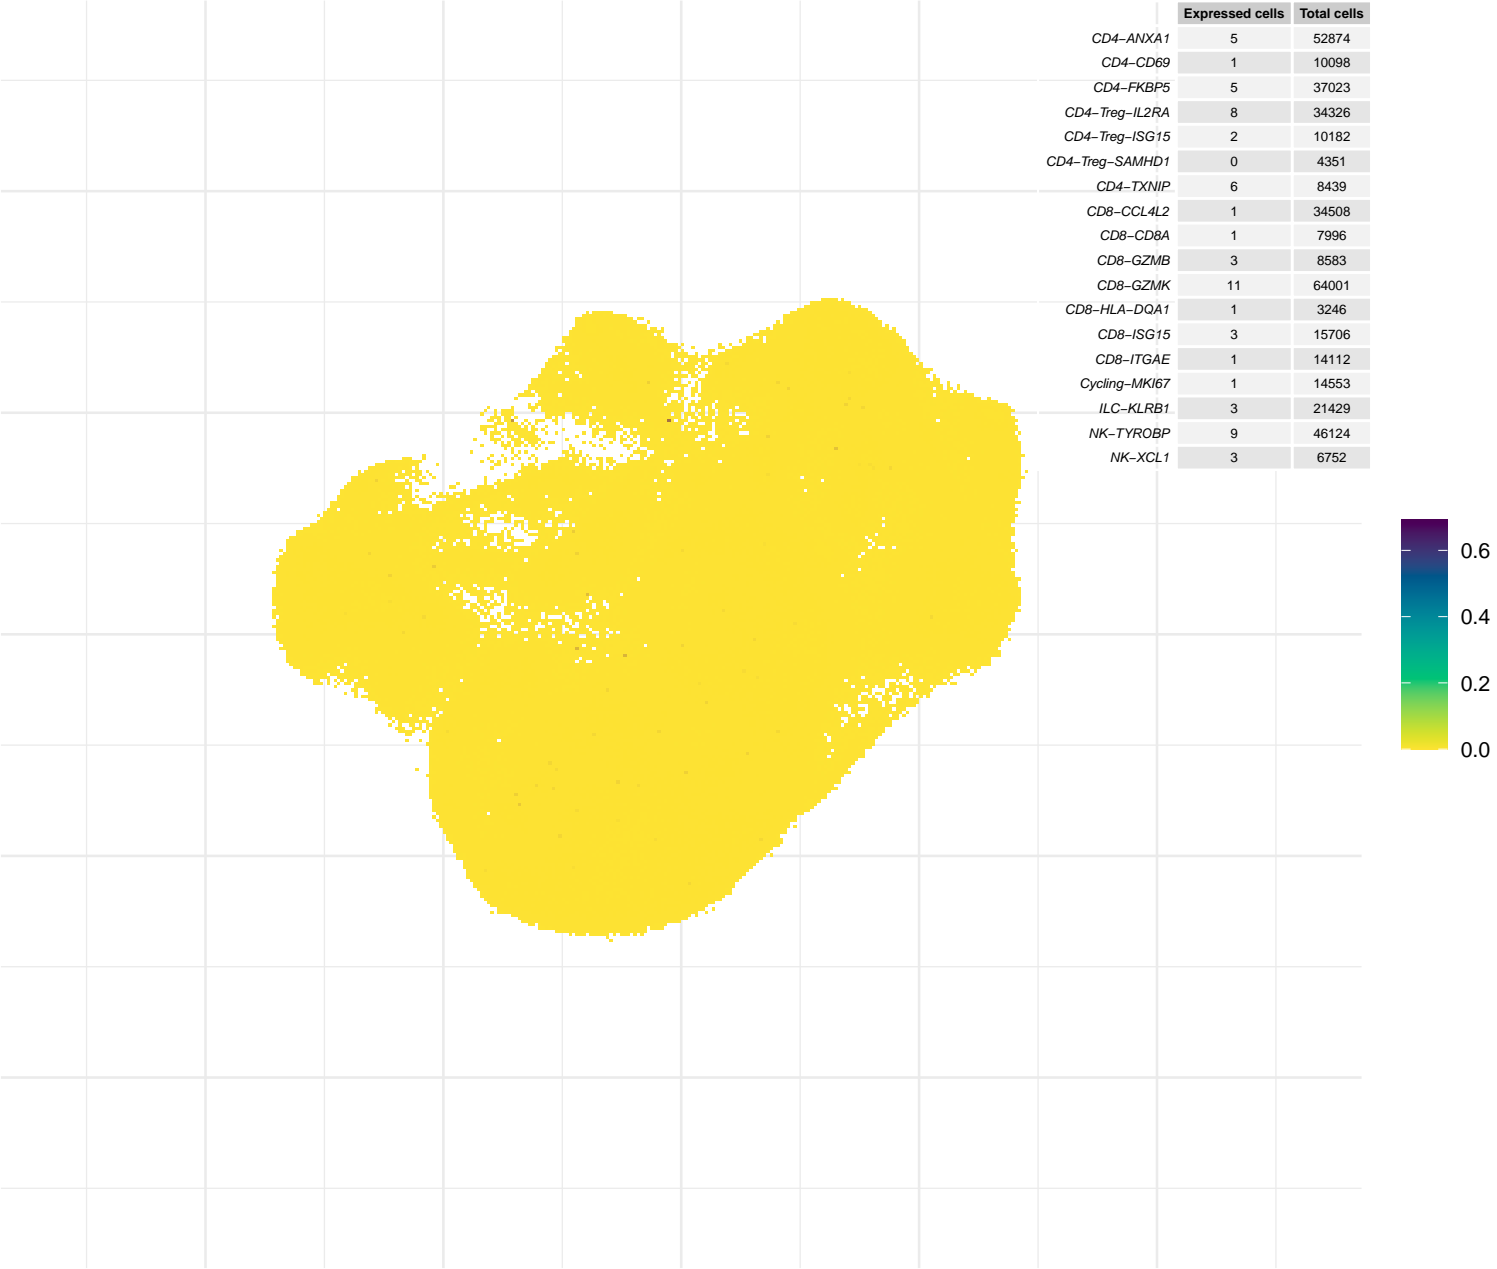 Expressed cells Total cells
CD4−ANXA1 5 52874
CD4−CD69 1 10098
CD4−FKBP5 5 37023
CD4−Treg−IL2RA 8 34326
CD4−Treg−ISG15 2 10182
CD4−Treg−SAMHD1 0 4351
CD4−TXNIP 6 8439
CD8−CCL4L2 1 34508
CD8−CD8A 1 7996
CD8−GZMB 3 8583
CD8−GZMK 11 64001
CD8−HLA−DQA1 1 3246
CD8−ISG15 3 15706
CD8−ITGAE 1 14112
Cycling−MKI67 1 14553
ILC−KLRB1 3 21429
NK−TYROBP 9 46124
NK−XCL1 3 6752
0.6
0.4
0.2
0.0